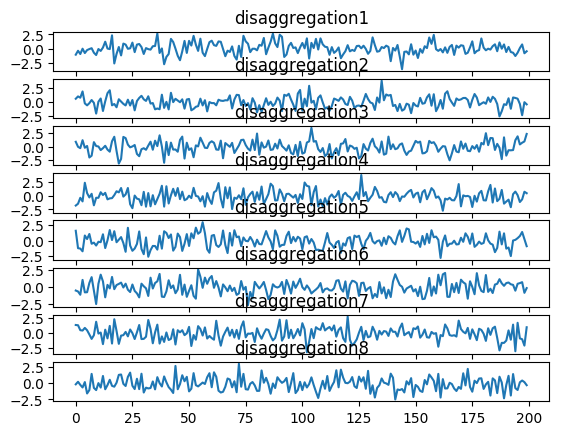 disaggregation1
2.5
0.0
−2.5
disaggregation2
2.5
0.0
−2.5
disaggregation3
2.5
0.0
−2.5
disaggregation4
2.5
0.0
−2.5
disaggregation5
2.5
0.0
−2.5
disaggregation6
2.5
0.0
−2.5
disaggregation7
2.5
0.0
−2.5
disaggregation8
2.5
0.0
−2.5
0 25 50 75 100 125 150 175 200